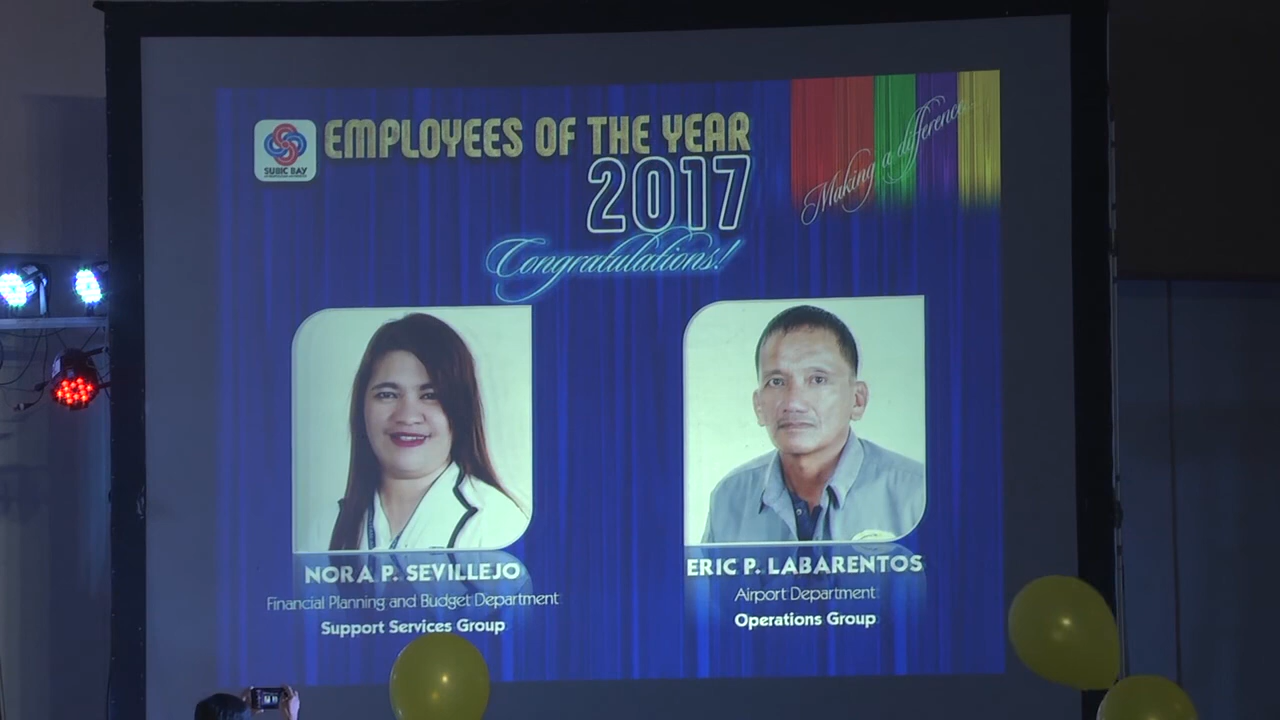 EMPLOYEES OF THE YEAR
2017
Congratulations!
Making a difference...
SUBIC BAY
NORA P. SEVILLEJO
Financial Planning and Budget Department
Support Services Group
ERIC P. LABARENTOS
Airport Department
Operations Group